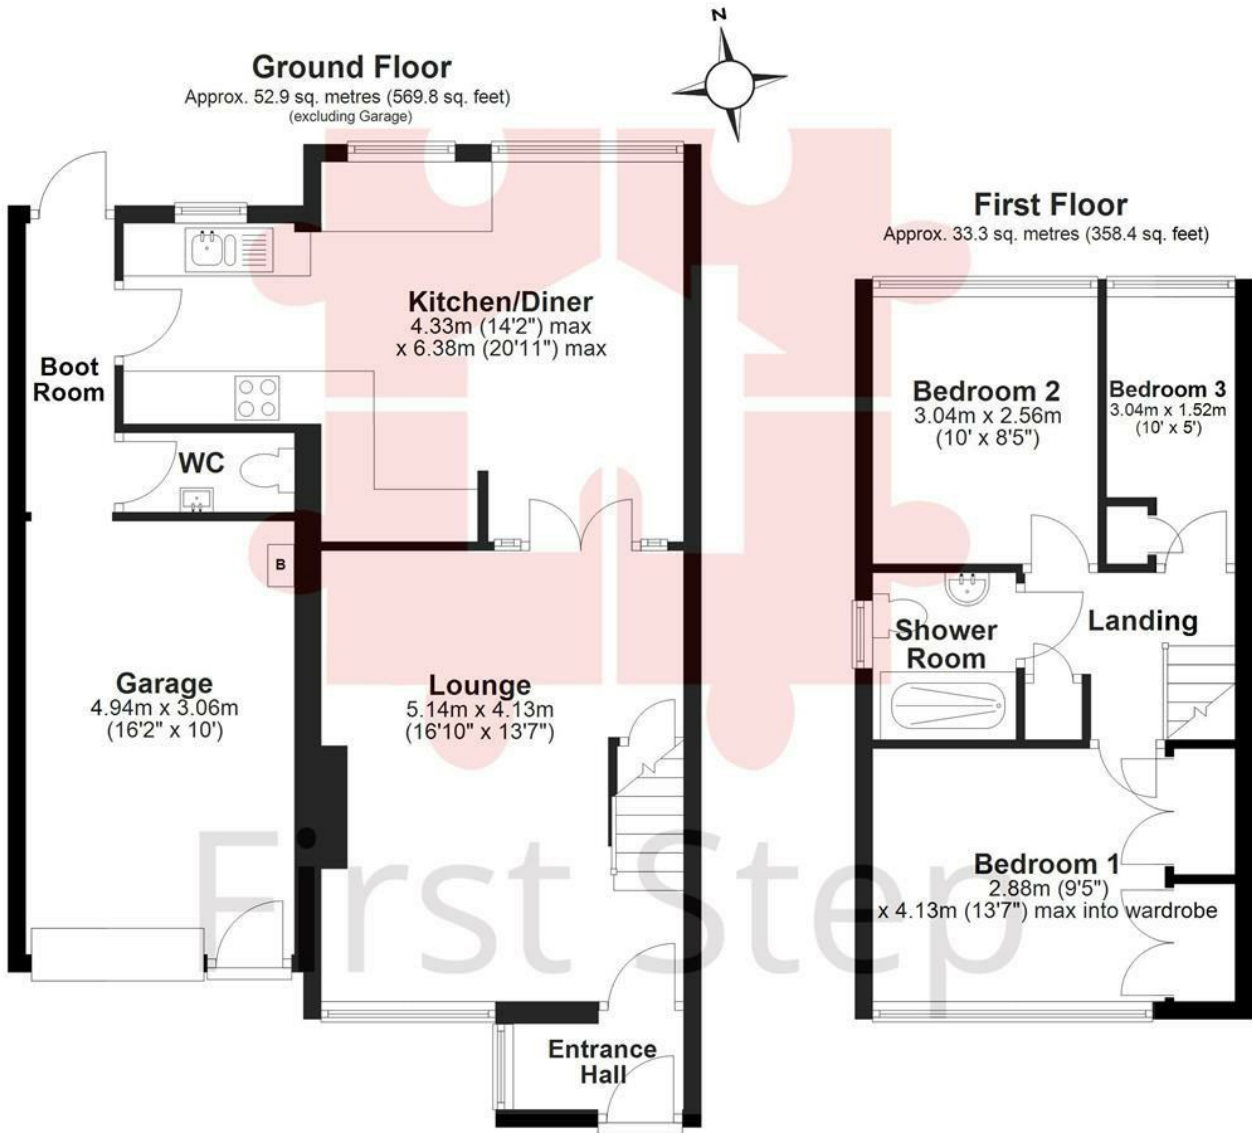 N
Ground Floor
Approx. 52.9 sq. metres (569.8 sq. feet)
(excluding Garage)
First Floor
Approx. 33.3 sq. metres (358.4 sq. feet)
Kitchen/Diner
4.33m (14'2") max
x 6.38m (20'11") max
Boot
Room
WC
B
Garage
4.94m x 3.06m
(16'2" x 10')
Lounge
5.14m x 4.13m
(16'10" x 13'7")
Entrance
Hall
Bedroom 2
3.04m x 2.56m
(10' x 8'5")
Bedroom 3
3.04m x 1.52m
(10' x 5')
Shower
Room
Landing
Bedroom 1
2.88m (9'5")
x 4.13m (13'7") max into wardrobe
First Step